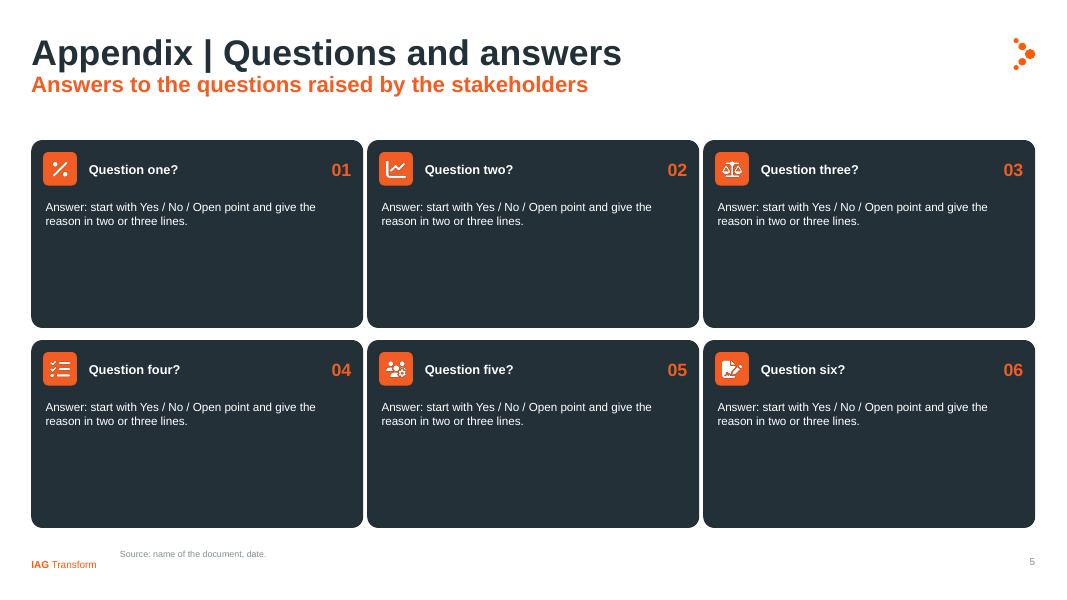 Appendix | Questions and answers
Answers to the questions raised by the stakeholders
Question one?
01
Answer: start with Yes / No / Open point and give the
reason in two or three lines.
Question two?
02
Answer: start with Yes / No / Open point and give the
reason in two or three lines.
Question three?
03
Answer: start with Yes / No / Open point and give the
reason in two or three lines.
Question four?
04
Answer: start with Yes / No / Open point and give the
reason in two or three lines.
Question five?
05
Answer: start with Yes / No / Open point and give the
reason in two or three lines.
Question six?
06
Answer: start with Yes / No / Open point and give the
reason in two or three lines.
Source: name of the document, date.
IAG Transform
5